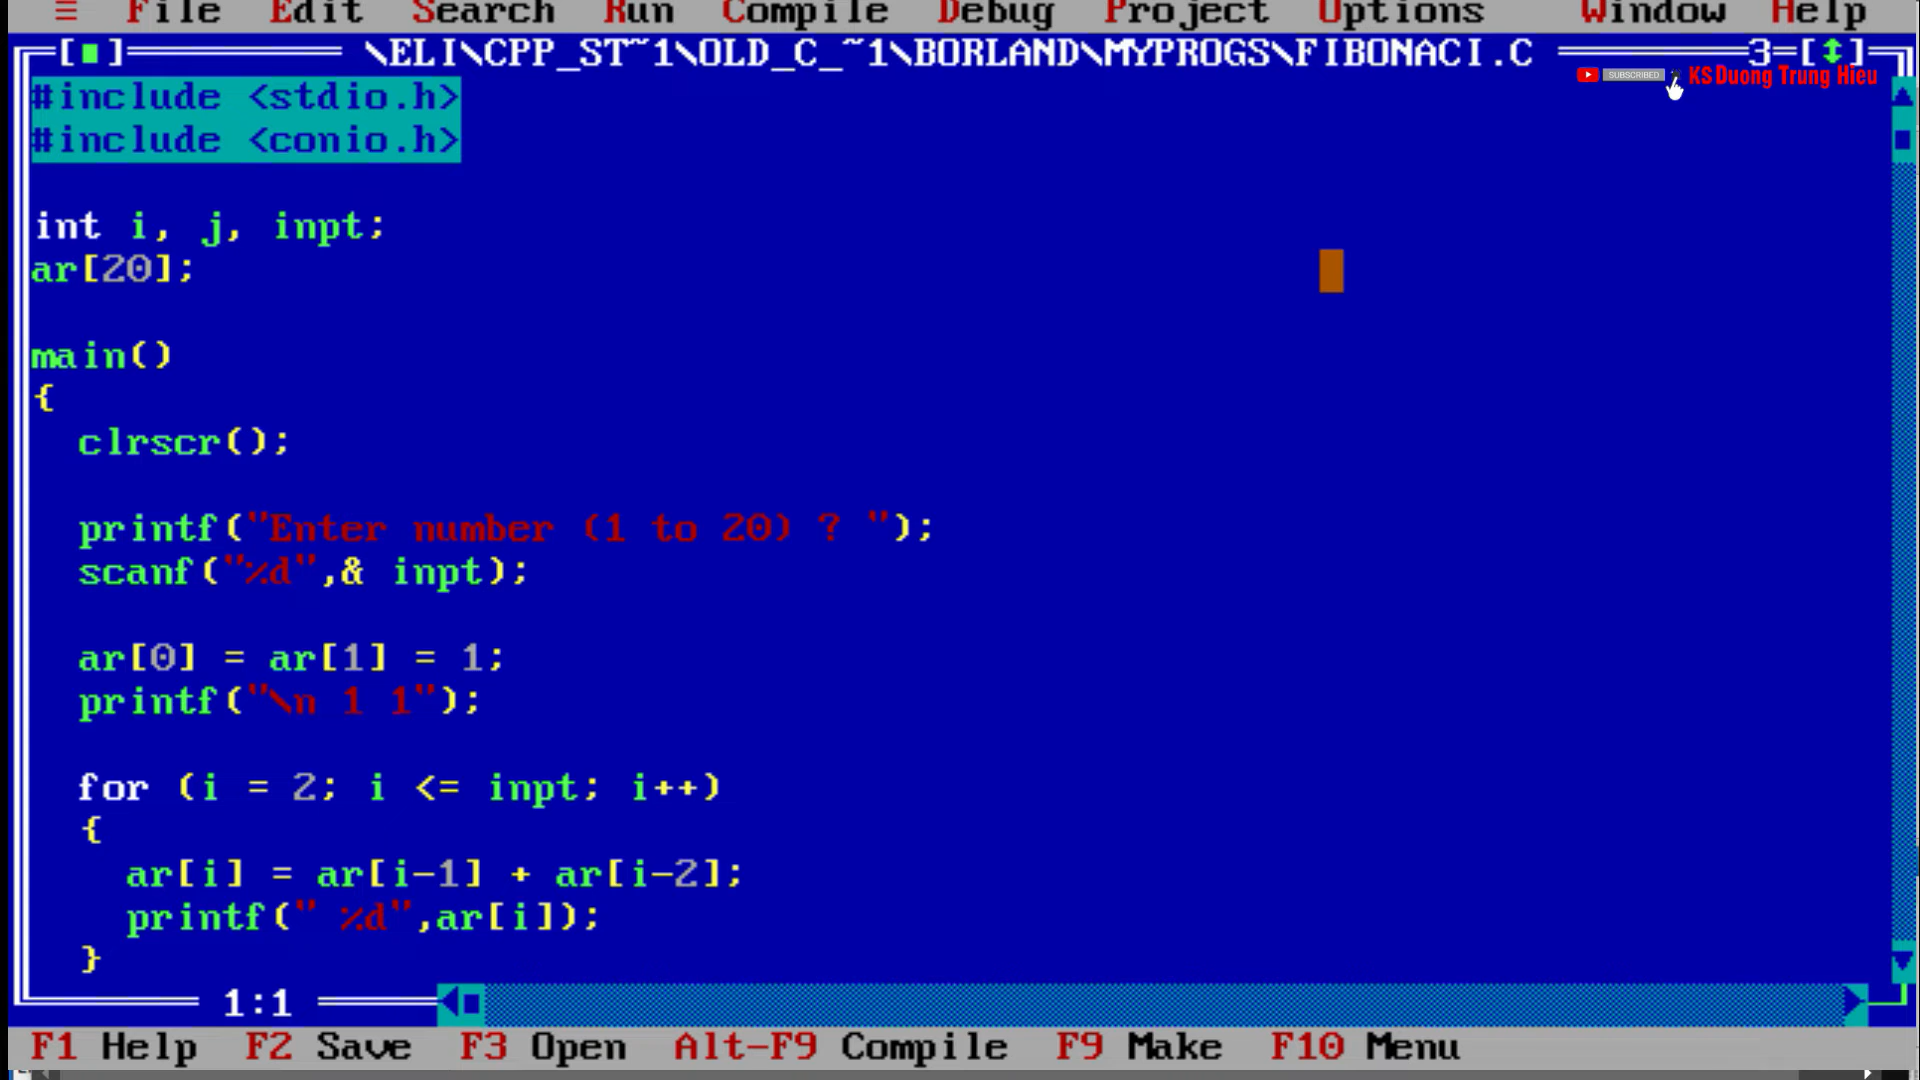 ≡ File Edit Search Run Compile Debug Project Options Window Help
[■] \ELI\CPP_ST~1\OLD_C_~1\BORLAND\MYPROGS\FIBONACI.C 3=[↕]
SUBSCRIBED KS Duong Trung Hieu
#include <stdio.h>
#include <conio.h>
int i, j, inpt;
ar[20];
main()
{
clrscr();
printf("Enter number (1 to 20) ? ");
scanf("%d",& inpt);
ar[0] = ar[1] = 1;
printf("\n 1 1");
for (i = 2; i <= inpt; i++)
{
ar[i] = ar[i-1] + ar[i-2];
printf(" %d",ar[i]);
}
1:1
F1 Help F2 Save F3 Open Alt-F9 Compile F9 Make F10 Menu